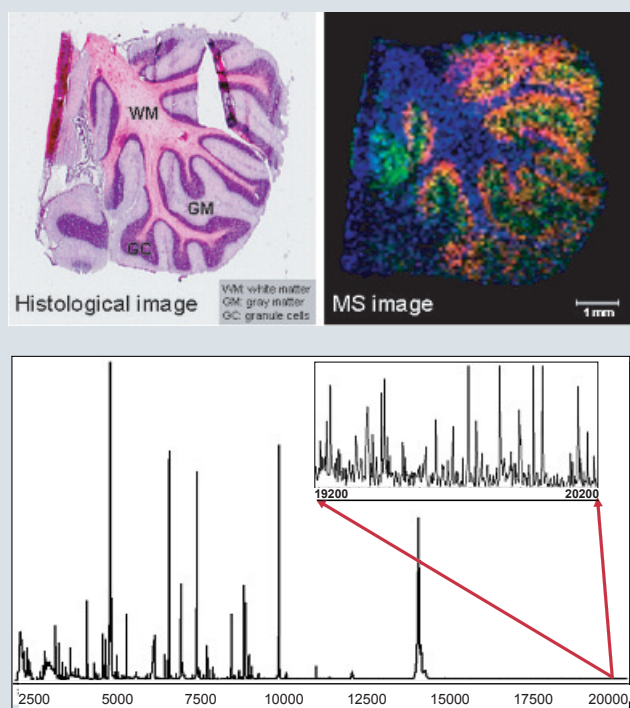 WM
GM
GC
Histological image
WM: white matter
GM: gray matter
GC: granule cells
MS image
1 mm
19200 20200
2500 5000 7500 10000 12500 15000 17500 20000